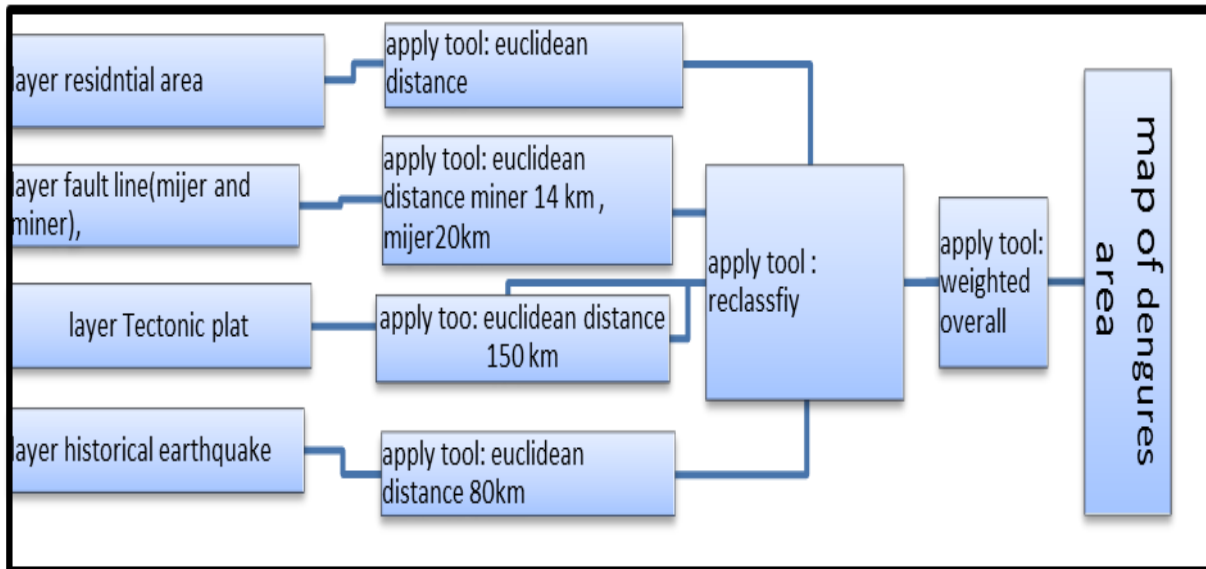 layer residntial area
apply tool: euclidean
distance
layer fault line(mijer and
miner),
apply tool: euclidean
distance miner 14 km ,
mijer20km
layer Tectonic plat
apply too: euclidean distance
150 km
layer historical earthquake
apply tool: euclidean
distance 80km
apply tool :
reclassfiy
apply tool:
weighted
overall
map of dengures
area